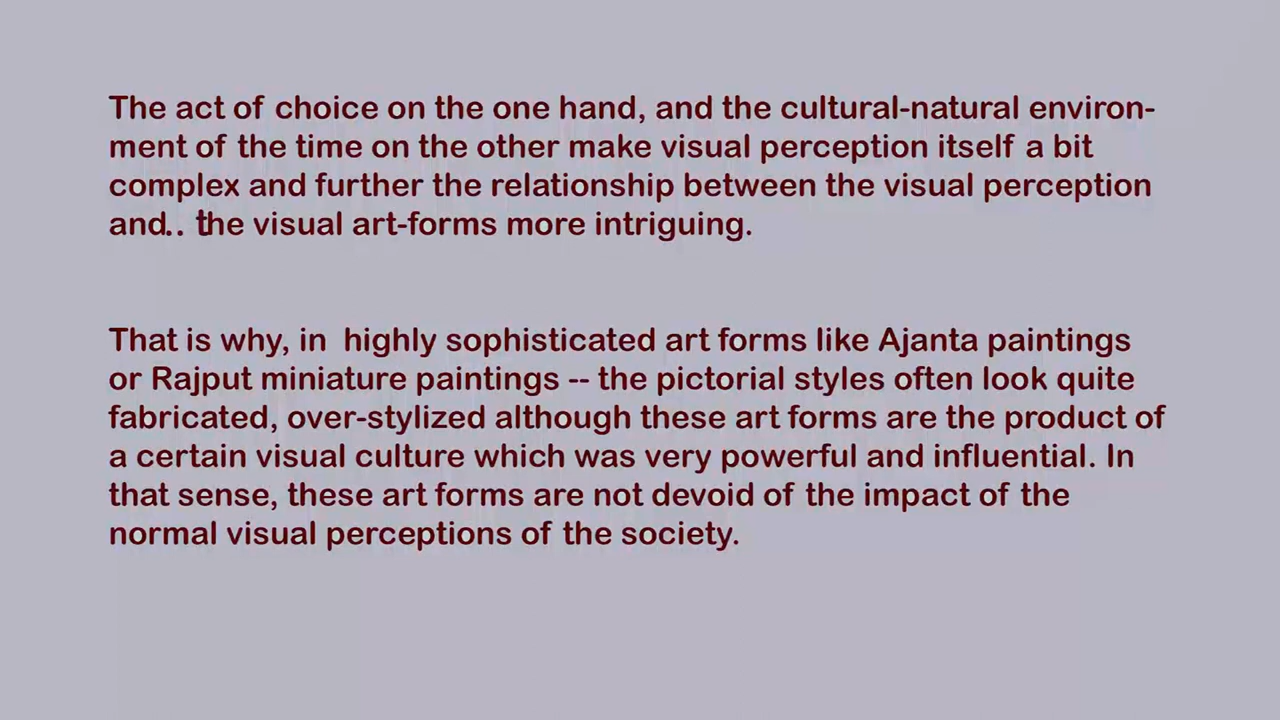 The act of choice on the one hand, and the cultural-natural environ-
ment of the time on the other make visual perception itself a bit
complex and further the relationship between the visual perception
and.. the visual art-forms more intriguing.
That is why, in highly sophisticated art forms like Ajanta paintings
or Rajput miniature paintings -- the pictorial styles often look quite
fabricated, over-stylized although these art forms are the product of
a certain visual culture which was very powerful and influential. In
that sense, these art forms are not devoid of the impact of the
normal visual perceptions of the society.